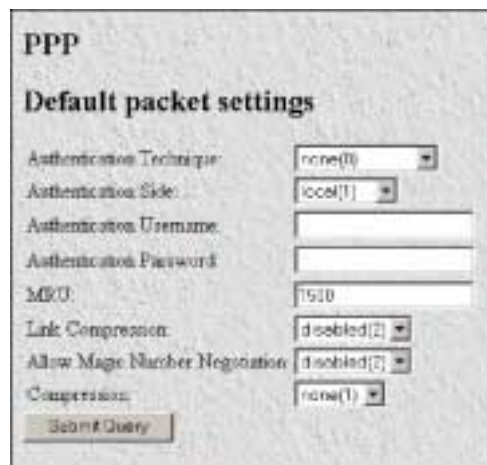 PPP
Default packet settings
Authentication Technique: none(0)
Authentication Side: local(1)
Authentication Username:
Authentication Password:
MRU: 1500
Link Compression: disabled(2)
Allow Magic Number Negotiation: disabled(2)
Compression: none(1)
Submit Query